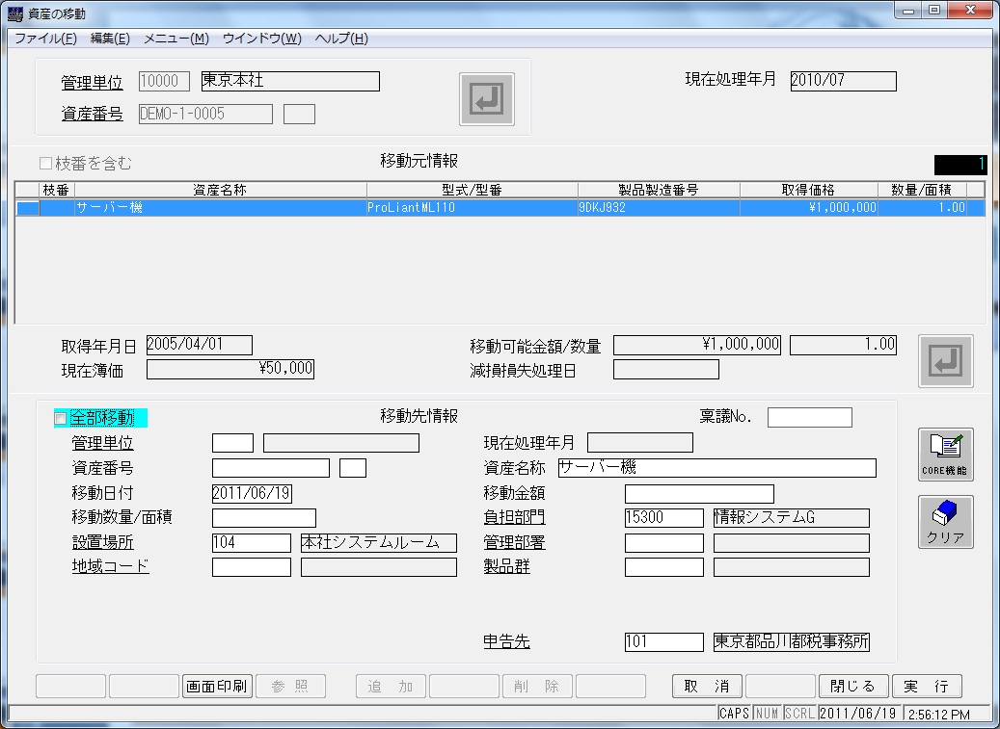 資産の移動
ファイル(F) 編集(E) メニュー(M) ウインドウ(W) ヘルプ(H)
管理単位 10000 東京本社 現在処理年月 2010/07
資産番号 DEMO-1-0005
枝番を含む 移動元情報 1
枝番 資産名称 型式/型番 製品製造番号 取得価格 数量/面積
サーバー機 ProLiantML110 9DKJ932 ¥1,000,000 1.00
取得年月日 2005/04/01 移動可能金額/数量 ¥1,000,000 1.00
現在簿価 ¥50,000 減損損失処理日
全部移動 移動先情報 稟議No.
管理単位 現在処理年月
資産番号 資産名称 サーバー機
移動日付 2011/06/19 移動金額
移動数量/面積 負担部門 15300 情報システムG
設置場所 104 本社システムルーム 管理部署
地域コード 製品群
CORE機能
クリア
申告先 101 東京都品川都税事務所
画面印刷 参 照 追 加 削 除 取 消 閉じる 実 行
CAPS NUM SCRL 2011/06/19 2:56:12 PM